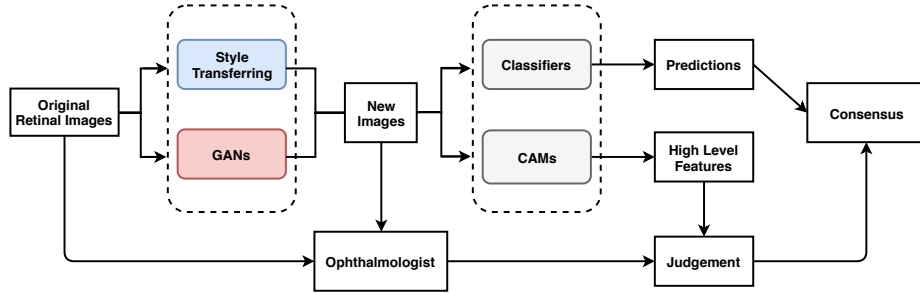 Original
Retinal Images
Style
Transferring
GANs
New
Images
Classifiers
CAMs
Predictions
High Level
Features
Consensus
Ophthalmologist
Judgement